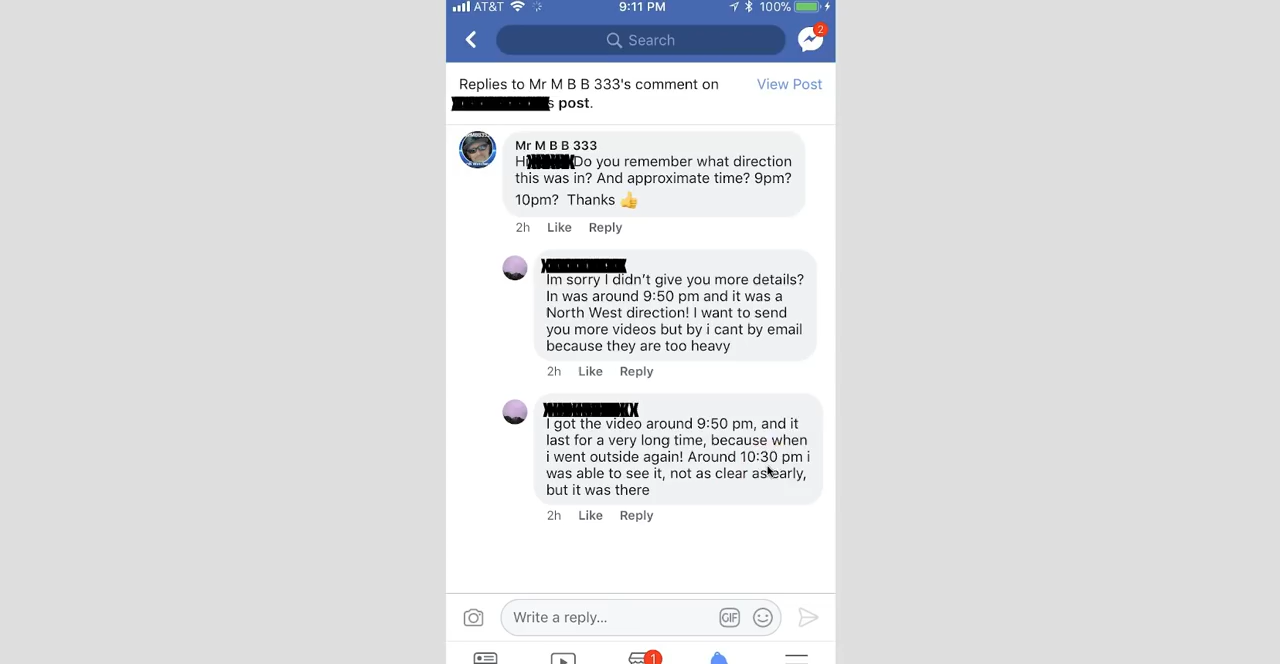 AT&T 9:11 PM 100%
Search
2
Replies to Mr M B B 333's comment on View Post
s post.
Mr M B B 333
Hi Do you remember what direction
this was in? And approximate time? 9pm?
10pm? Thanks 👍
2h Like Reply
Im sorry I didn't give you more details?
In was around 9:50 pm and it was a
North West direction! I want to send
you more videos but by i cant by email
because they are too heavy
2h Like Reply
I got the video around 9:50 pm, and it
last for a very long time, because when
i went outside again! Around 10:30 pm i
was able to see it, not as clear as early,
but it was there
2h Like Reply
Write a reply... GIF
1